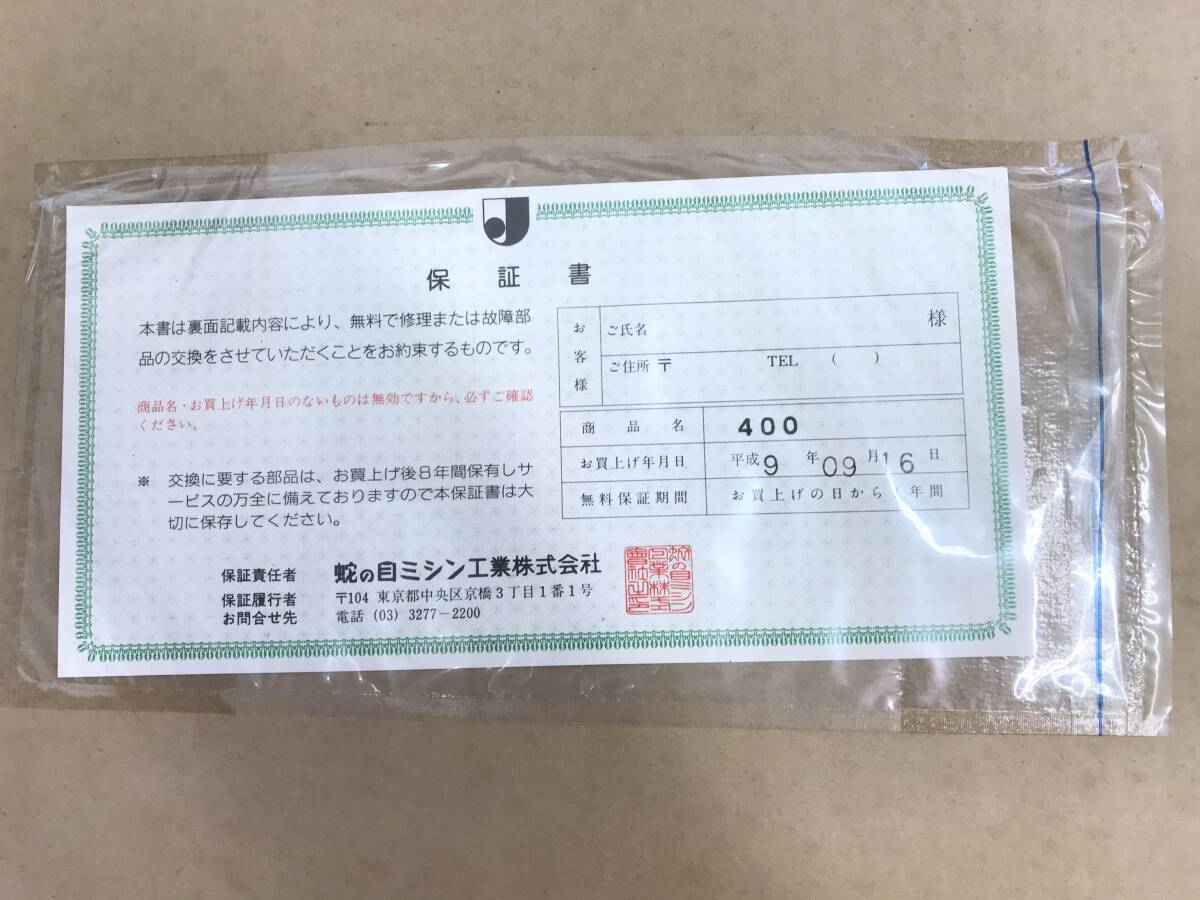 保証書
本書は裏面記載内容により、無料で修理または故障部
品の交換をさせていただくことをお約束するものです。
商品名・お買上げ年月日のないものは無効ですから、必ずご確認
ください。
※ 交換に要する部品は、お買上げ後8年間保有しサ
ービスの万全に備えておりますので本保証書は大
切に保存してください。
お客様
ご氏名 様
ご住所 〒 TEL ( )
商品名 400
お買上げ年月日 平成9年09月16日
無料保証期間 お買上げの日から1年間
保証責任者 蛇の目ミシン工業株式会社
保証履行者 〒104 東京都中央区京橋3丁目1番1号
お問合せ先 電話 (03) 3277-2200